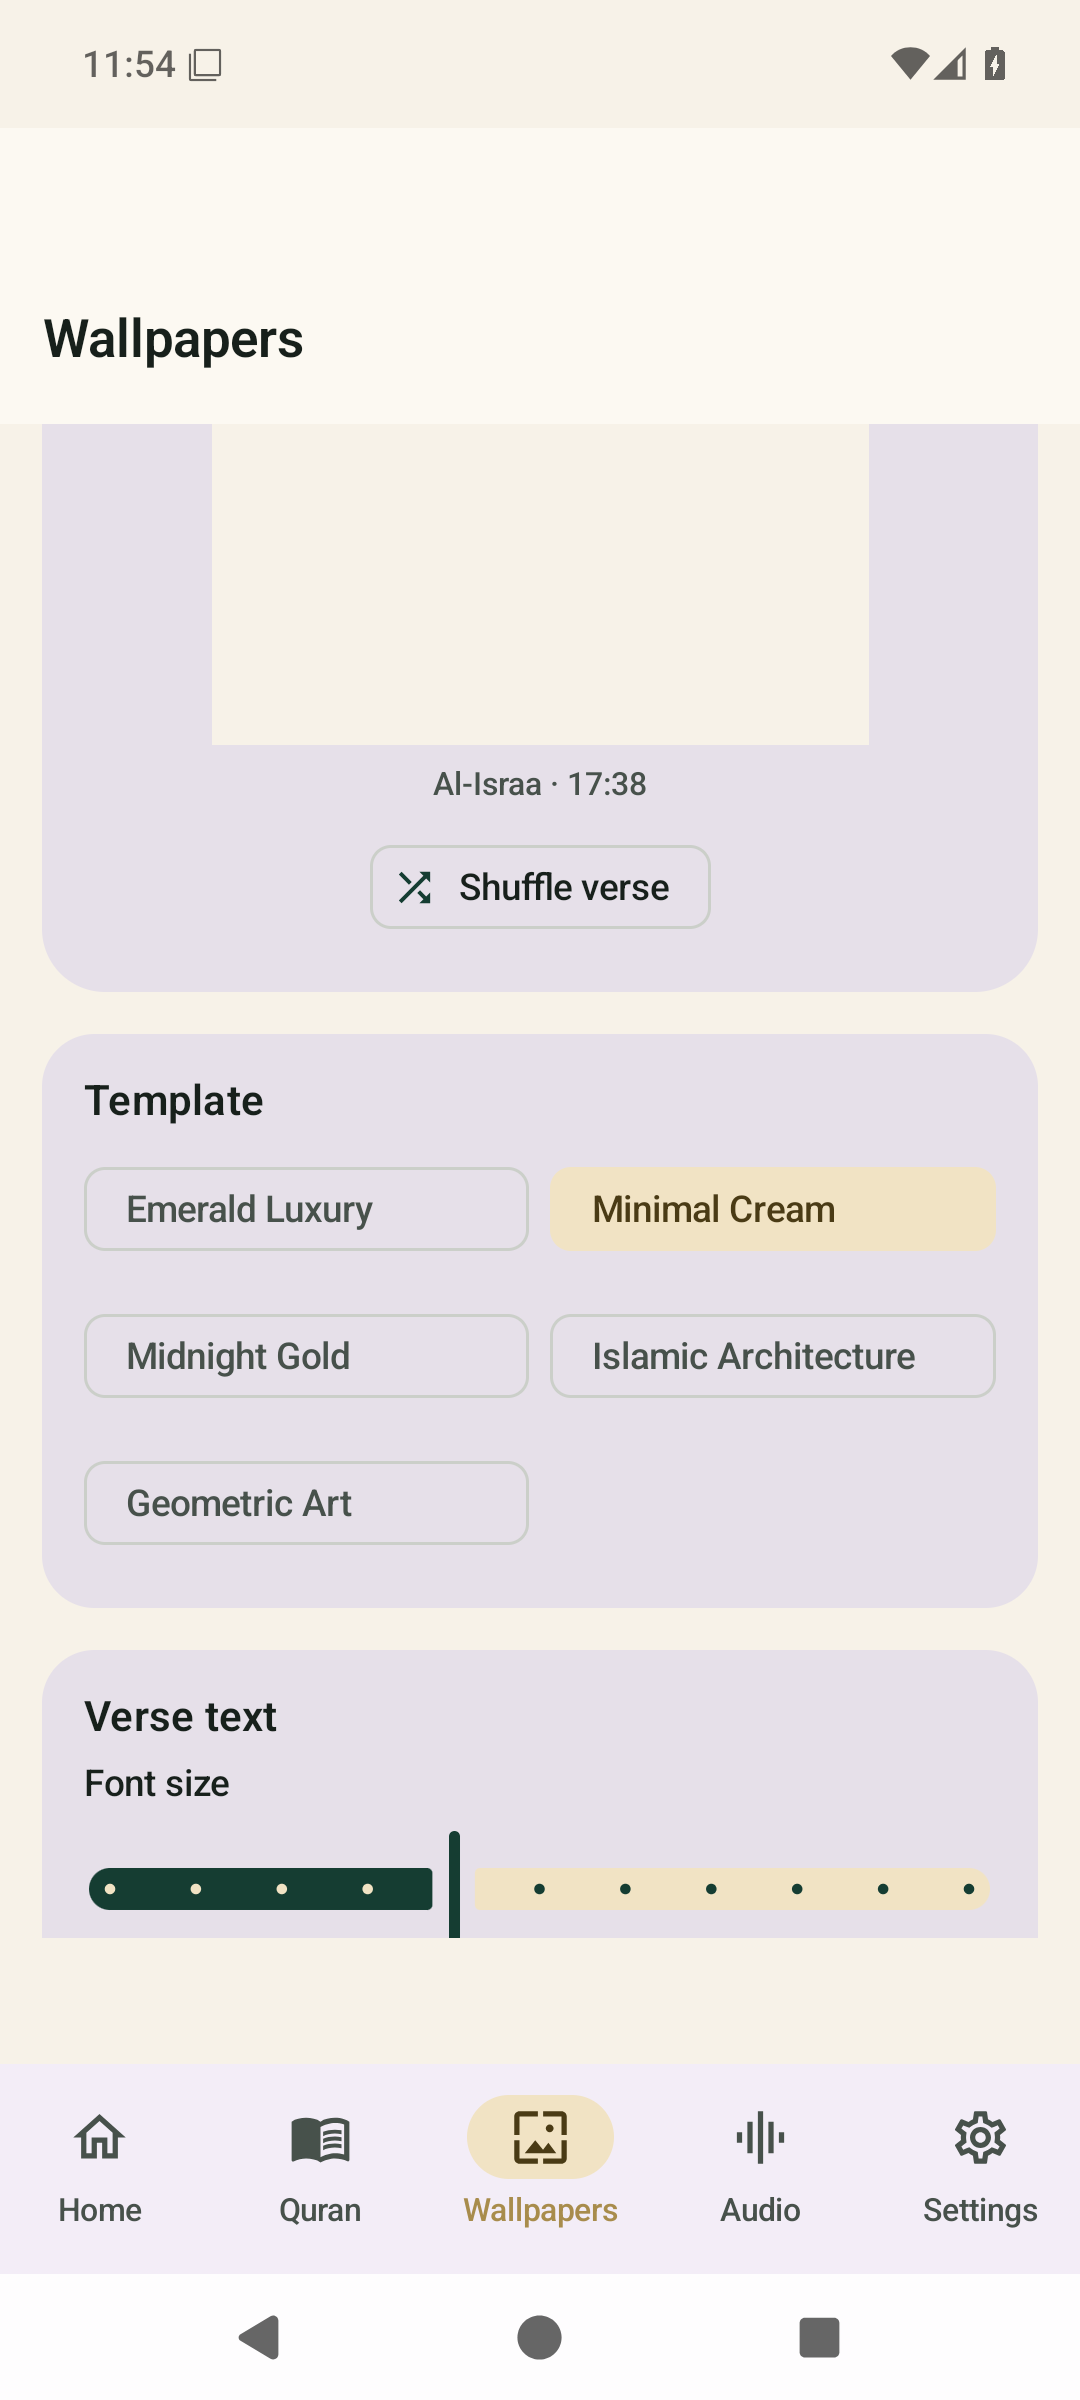 11:54
Wallpapers
Al-Israa · 17:38
Shuffle verse
Template
Emerald Luxury
Minimal Cream
Midnight Gold
Islamic Architecture
Geometric Art
Verse text
Font size
Home
Quran
Wallpapers
Audio
Settings